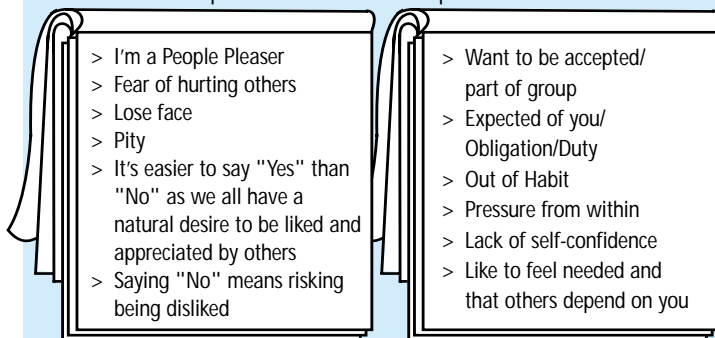 > I'm a People Pleaser
> Fear of hurting others
> Lose face
> Pity
> It's easier to say "Yes" than
"No" as we all have a
natural desire to be liked and
appreciated by others
> Saying "No" means risking
being disliked
> Want to be accepted/
part of group
> Expected of you/
Obligation/Duty
> Out of Habit
> Pressure from within
> Lack of self-confidence
> Like to feel needed and
that others depend on you